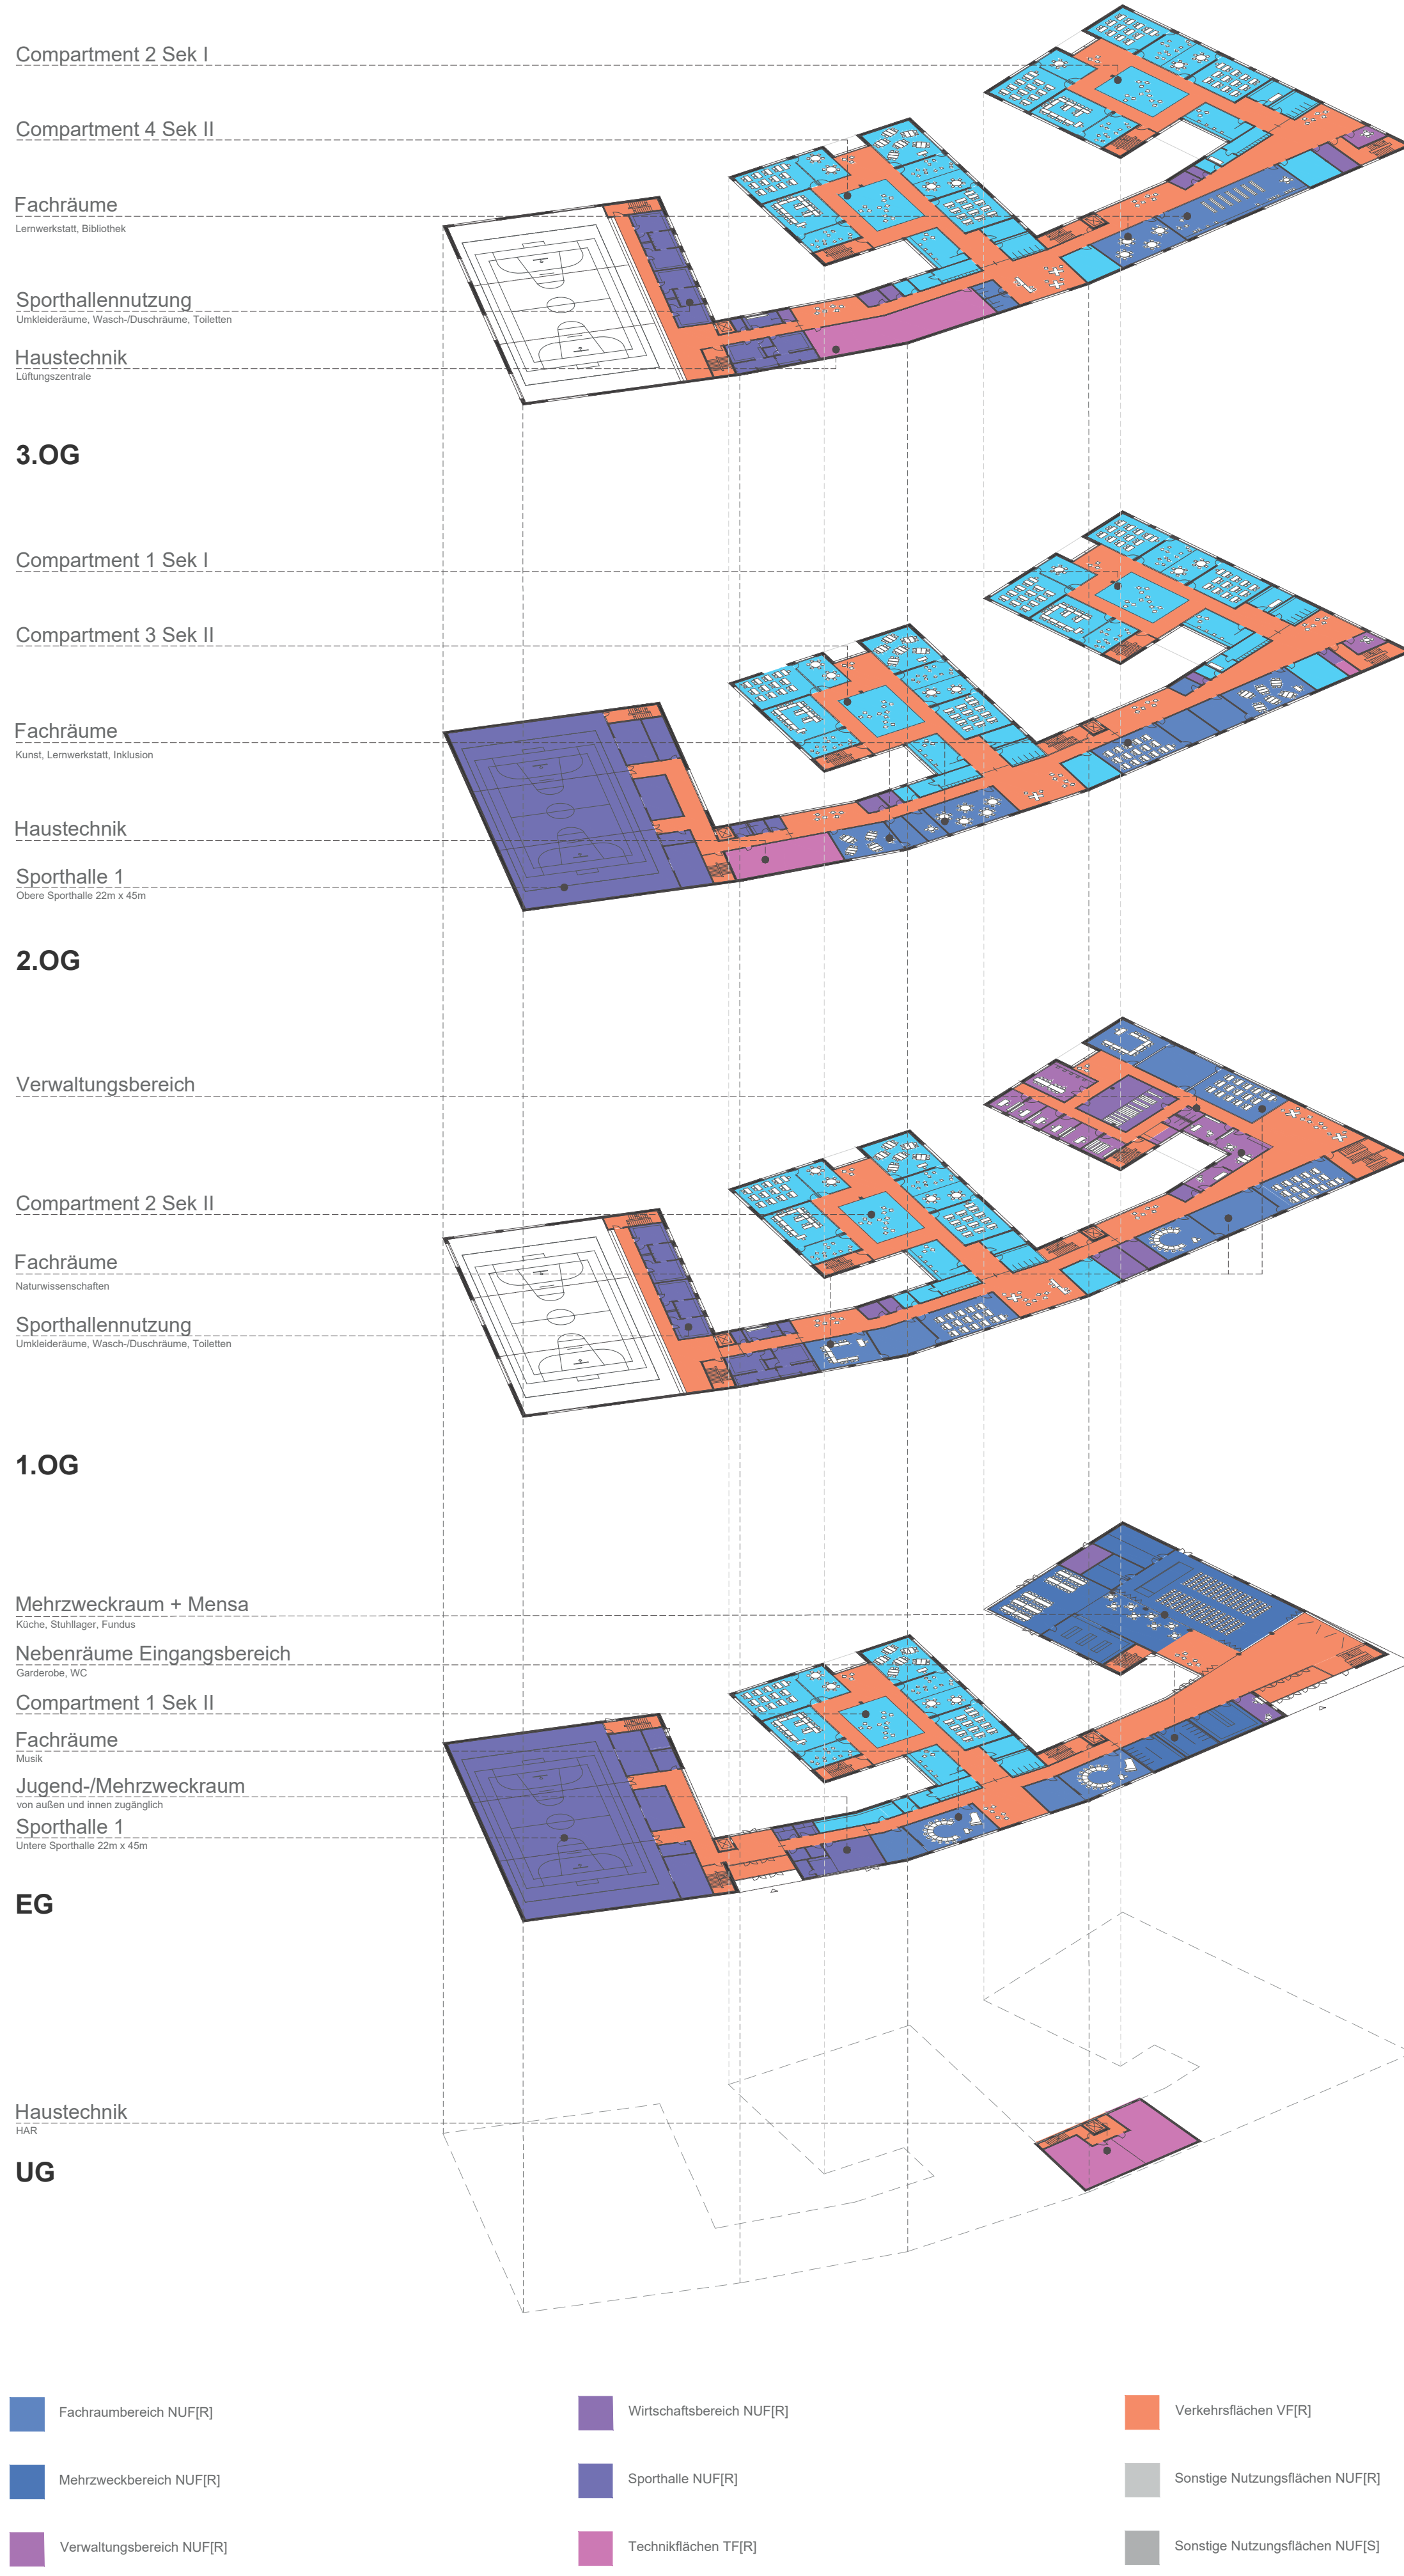 Compartment 2 Sek I
Compartment 4 Sek II
Fachräume
Lernwerkstatt, Bibliothek
Sporthallennutzung
Umkleideräume, Wasch-/Duschräume, Toiletten
Haustechnik
Lüftungszentrale
3.OG
Compartment 1 Sek I
Compartment 3 Sek II
Fachräume
Kunst, Lernwerkstatt, Inklusion
Haustechnik
Sporthalle 1
Obere Sporthalle 22m x 45m
2.OG
Verwaltungsbereich
Compartment 2 Sek II
Fachräume
Naturwissenschaften
Sporthallennutzung
Umkleideräume, Wasch-/Duschräume, Toiletten
1.OG
Mehrzweckraum + Mensa
Küche, Stuhllager, Fundus
Nebenräume Eingangsbereich
Garderobe, WC
Compartment 1 Sek II
Fachräume
Musik
Jugend-/Mehrzweckraum
von außen und innen zugänglich
Sporthalle 1
Untere Sporthalle 22m x 45m
EG
Haustechnik
HAR
UG
Fachraumbereich NUF[R]
Wirtschaftsbereich NUF[R]
Verkehrsflächen VF[R]
Mehrzweckbereich NUF[R]
Sporthalle NUF[R]
Sonstige Nutzungsflächen NUF[R]
Verwaltungsbereich NUF[R]
Technikflächen TF[R]
Sonstige Nutzungsflächen NUF[S]